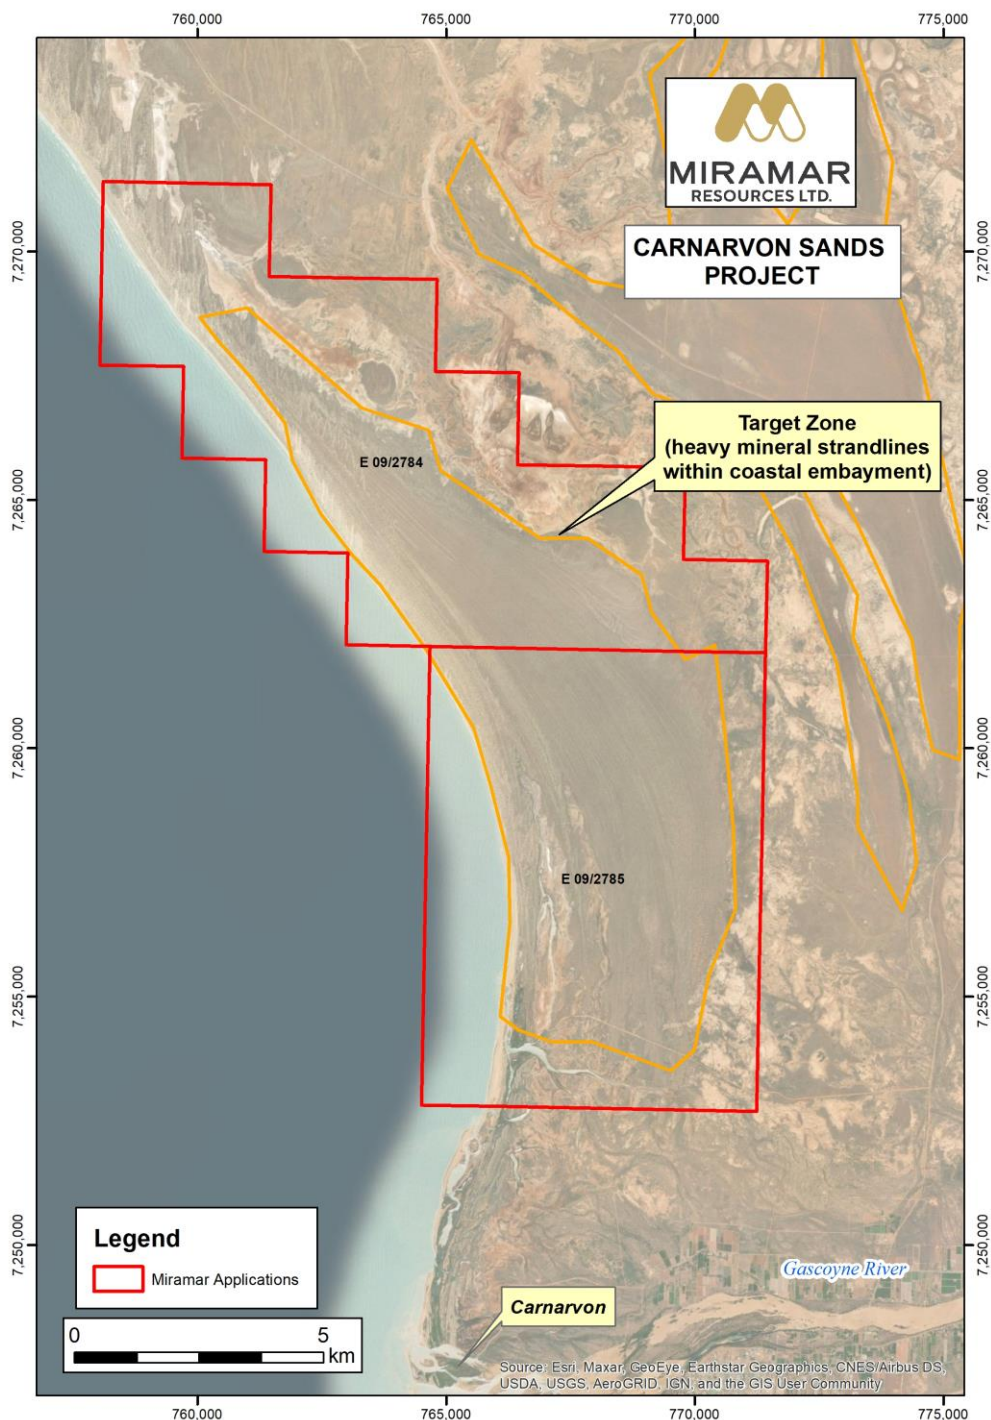 760,000
765,000
770,000
775,000
MIRAMAR
RESOURCES LTD.
CARNARVON SANDS
PROJECT
7,270,000
7,270,000
Target Zone
(heavy mineral strandlines
within coastal embayment)
E 09/2784
7,265,000
7,265,000
7,260,000
7,260,000
E 09/2785
7,255,000
7,255,000
Legend
Miramar Applications
7,250,000
7,250,000
Gascoyne River
Carnarvon
0 5
km
Source: Esri, Maxar, GeoEye, Earthstar Geographics, CNES/Airbus DS,
USDA, USGS, AeroGRID, IGN, and the GIS User Community
760,000
765,000
770,000
775,000